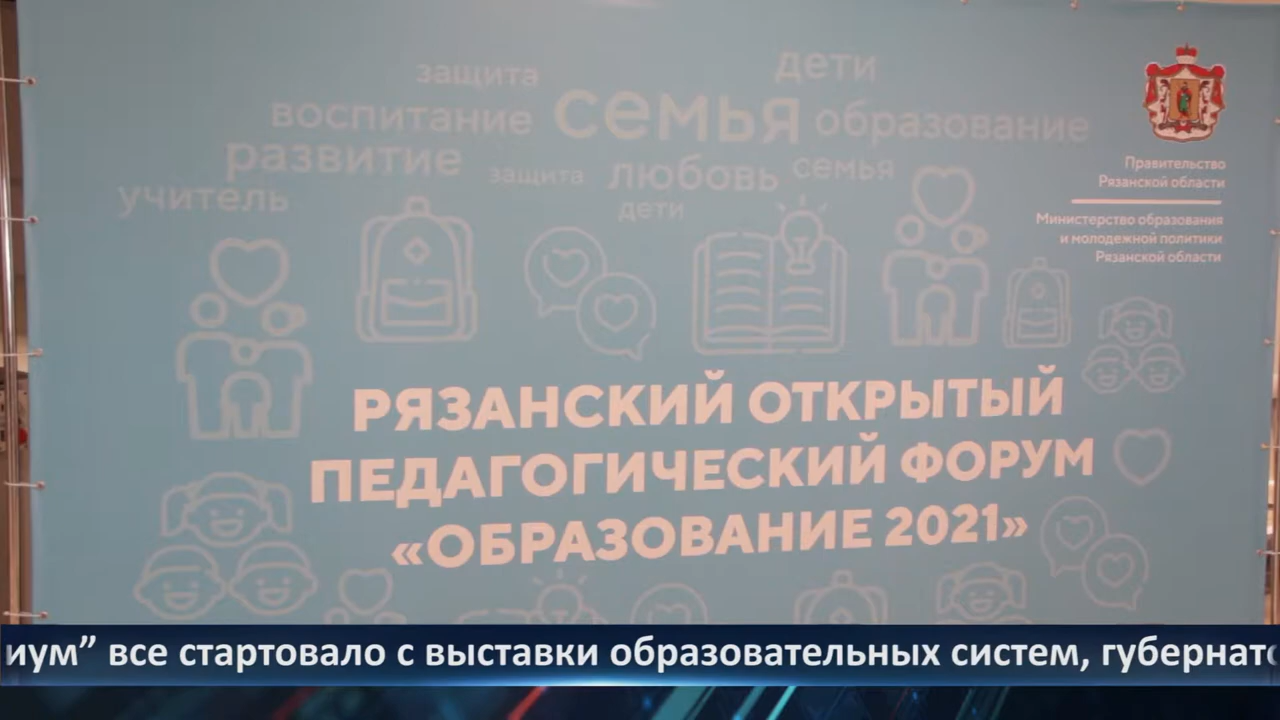 защита
дети
воспитание
семья
образование
развитие
защита
любовь
семья
учитель
дети
Правительство
Рязанской области
Министерство образования
и молодежной политики
Рязанской области
РЯЗАНСКИЙ ОТКРЫТЫЙ
ПЕДАГОГИЧЕСКИЙ ФОРУМ
«ОБРАЗОВАНИЕ 2021»
иум” все стартовало с выставки образовательных систем, губернато